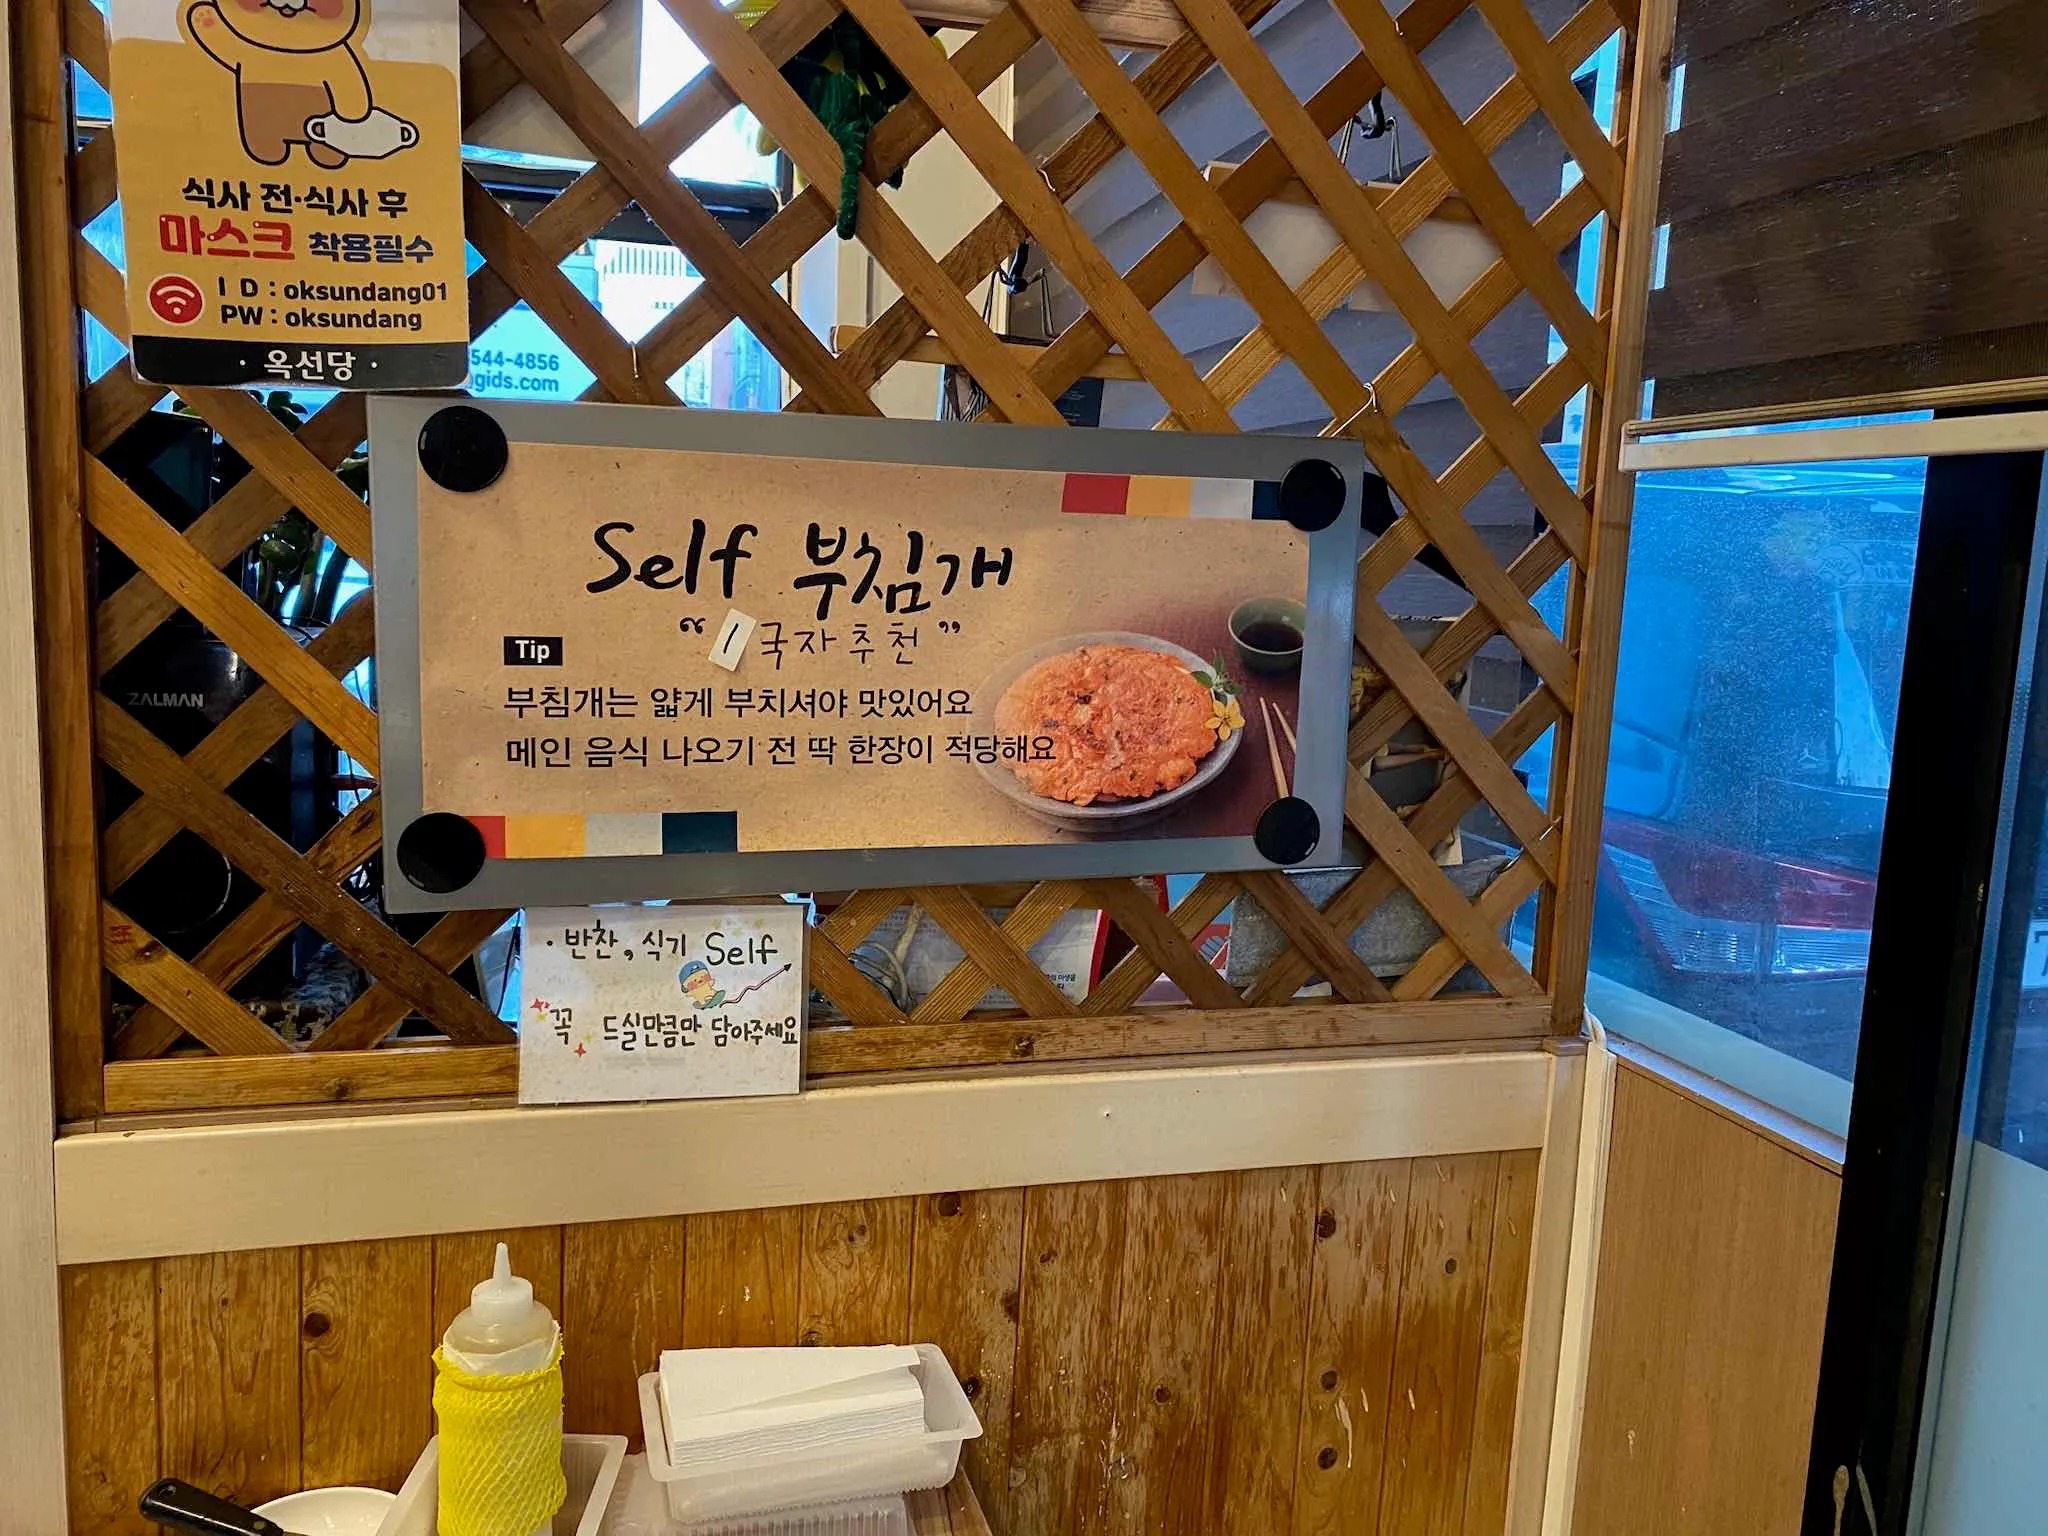 식사 전·식사 후
마스크 착용필수
I D : oksundang01
PW : oksundang
· 옥선당 ·
544-4856
gids.com
ZALMAN
Self 부침개
“ 1 국자 추천 ”
Tip
부침개는 얇게 부치셔야 맛있어요
메인 음식 나오기 전 딱 한장이 적당해요
· 반찬, 식기 Self
꼭 드실만큼만 담아주세요